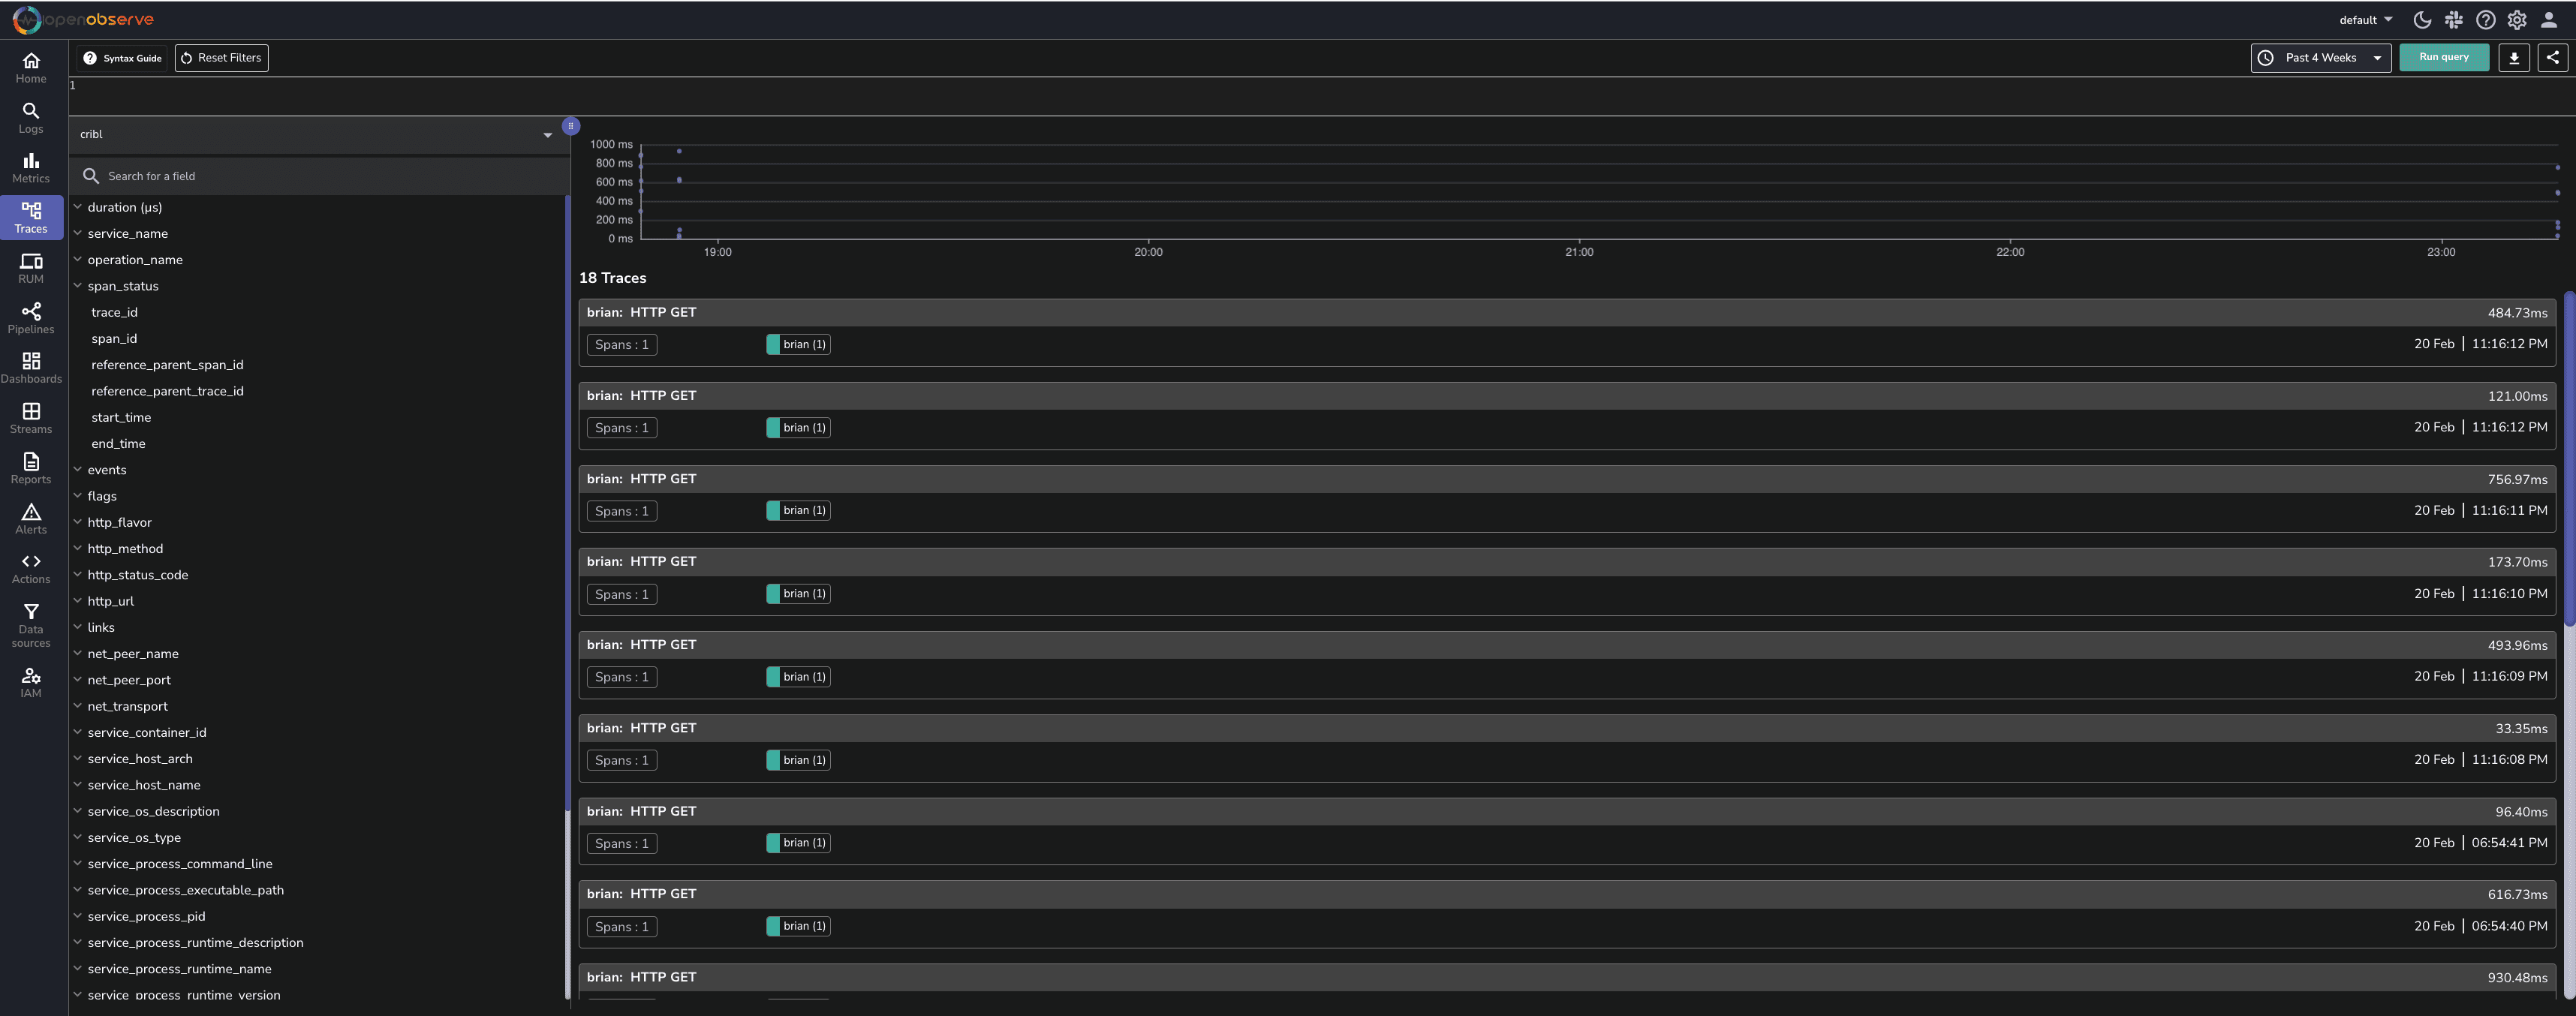 openobserve
default
Home
Logs
Metrics
Traces
RUM
Pipelines
Dashboards
Streams
Reports
Alerts
Actions
Data
sources
IAM
Syntax Guide
Reset Filters
Past 4 Weeks
Run query
1
cribl
Search for a field
duration (µs)
service_name
operation_name
span_status
trace_id
span_id
reference_parent_span_id
reference_parent_trace_id
start_time
end_time
events
flags
http_flavor
http_method
http_status_code
http_url
links
net_peer_name
net_peer_port
net_transport
service_container_id
service_host_arch
service_host_name
service_os_description
service_os_type
service_process_command_line
service_process_executable_path
service_process_pid
service_process_runtime_description
service_process_runtime_name
service_process_runtime_version
1000 ms
800 ms
600 ms
400 ms
200 ms
0 ms
19:00 20:00 21:00 22:00 23:00
18 Traces
brian: HTTP GET 484.73ms
Spans : 1 brian (1) 20 Feb | 11:16:12 PM
brian: HTTP GET 121.00ms
Spans : 1 brian (1) 20 Feb | 11:16:12 PM
brian: HTTP GET 756.97ms
Spans : 1 brian (1) 20 Feb | 11:16:11 PM
brian: HTTP GET 173.70ms
Spans : 1 brian (1) 20 Feb | 11:16:10 PM
brian: HTTP GET 493.96ms
Spans : 1 brian (1) 20 Feb | 11:16:09 PM
brian: HTTP GET 33.35ms
Spans : 1 brian (1) 20 Feb | 11:16:08 PM
brian: HTTP GET 96.40ms
Spans : 1 brian (1) 20 Feb | 06:54:41 PM
brian: HTTP GET 616.73ms
Spans : 1 brian (1) 20 Feb | 06:54:40 PM
brian: HTTP GET 930.48ms